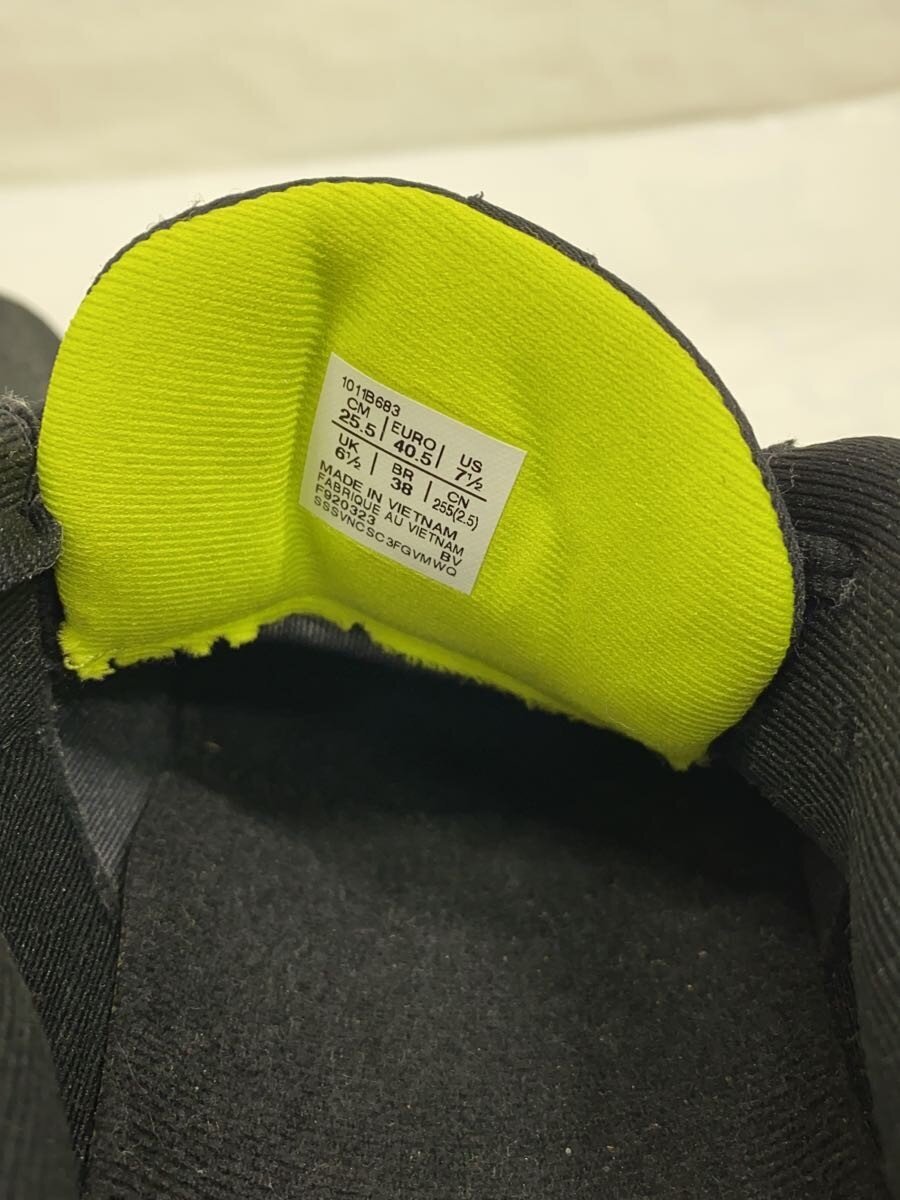 1011B683
CM EURO US
25.5 40.5 7½
UK BR CN
6½ 38 255(2.5)
MADE IN VIETNAM
FABRIQUE AU VIETNAM
F920323 BV
SSSVNCSC3FGVMWQ